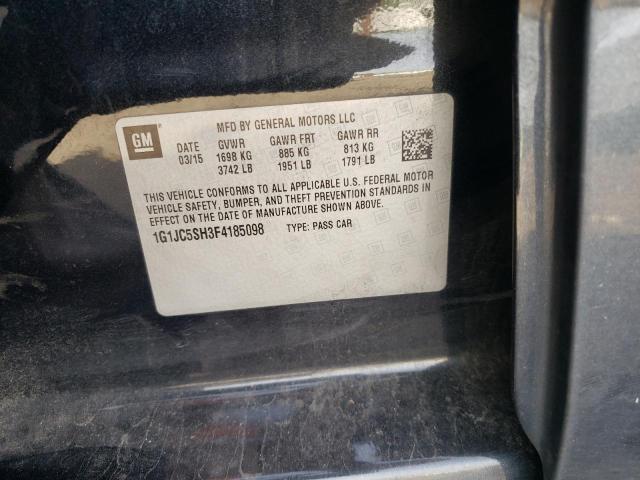 GM
MFD BY GENERAL MOTORS LLC
DATE GVWR GAWR FRT GAWR RR
03/15 1698 KG 885 KG 813 KG
3742 LB 1951 LB 1791 LB
THIS VEHICLE CONFORMS TO ALL APPLICABLE U.S. FEDERAL MOTOR
VEHICLE SAFETY, BUMPER, AND THEFT PREVENTION STANDARDS IN
EFFECT ON THE DATE OF MANUFACTURE SHOWN ABOVE.
1G1JC5SH3F4185098 TYPE: PASS CAR